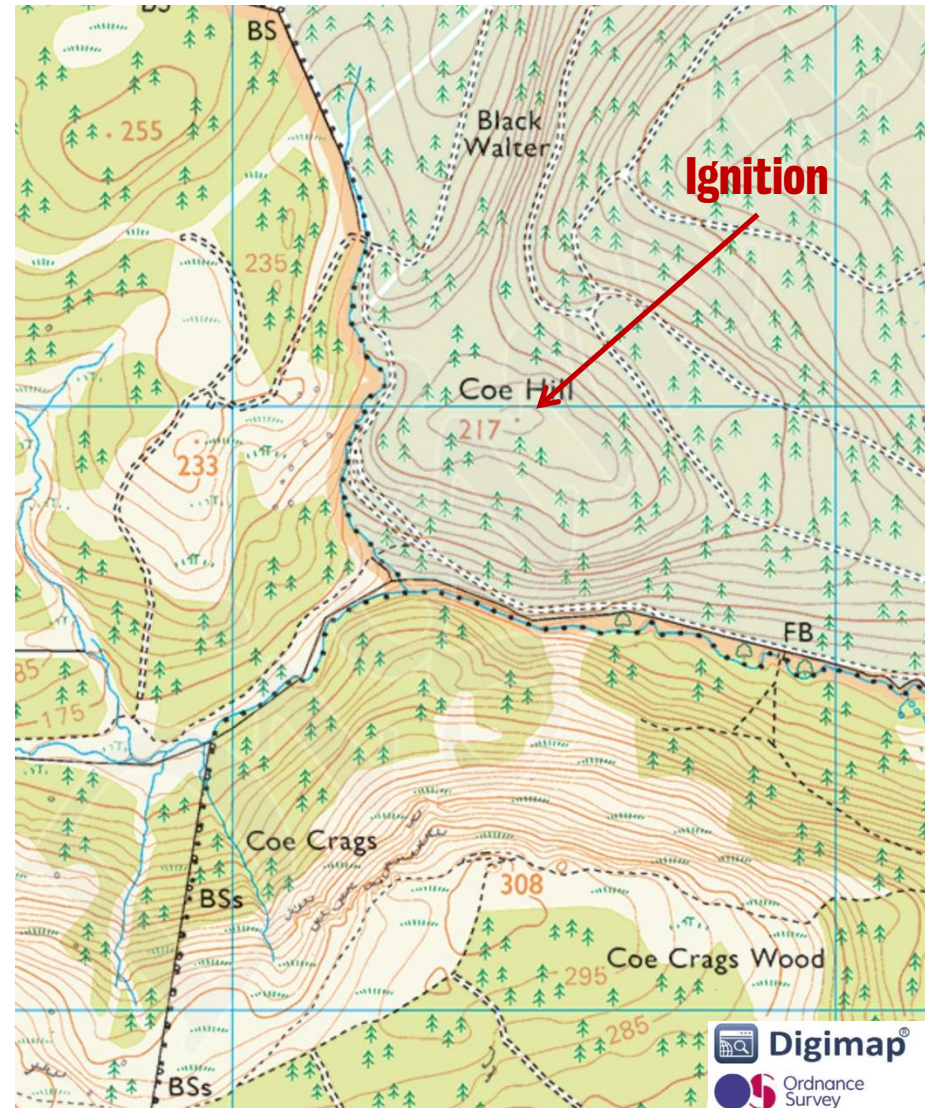 BS
255
Black
Walter
Ignition
235
Coe Hill
217
233
FB
85
175
Coe Crags
308
BSs
Coe Crags Wood
295
285
Digimap®
Ordnance
Survey
BSs